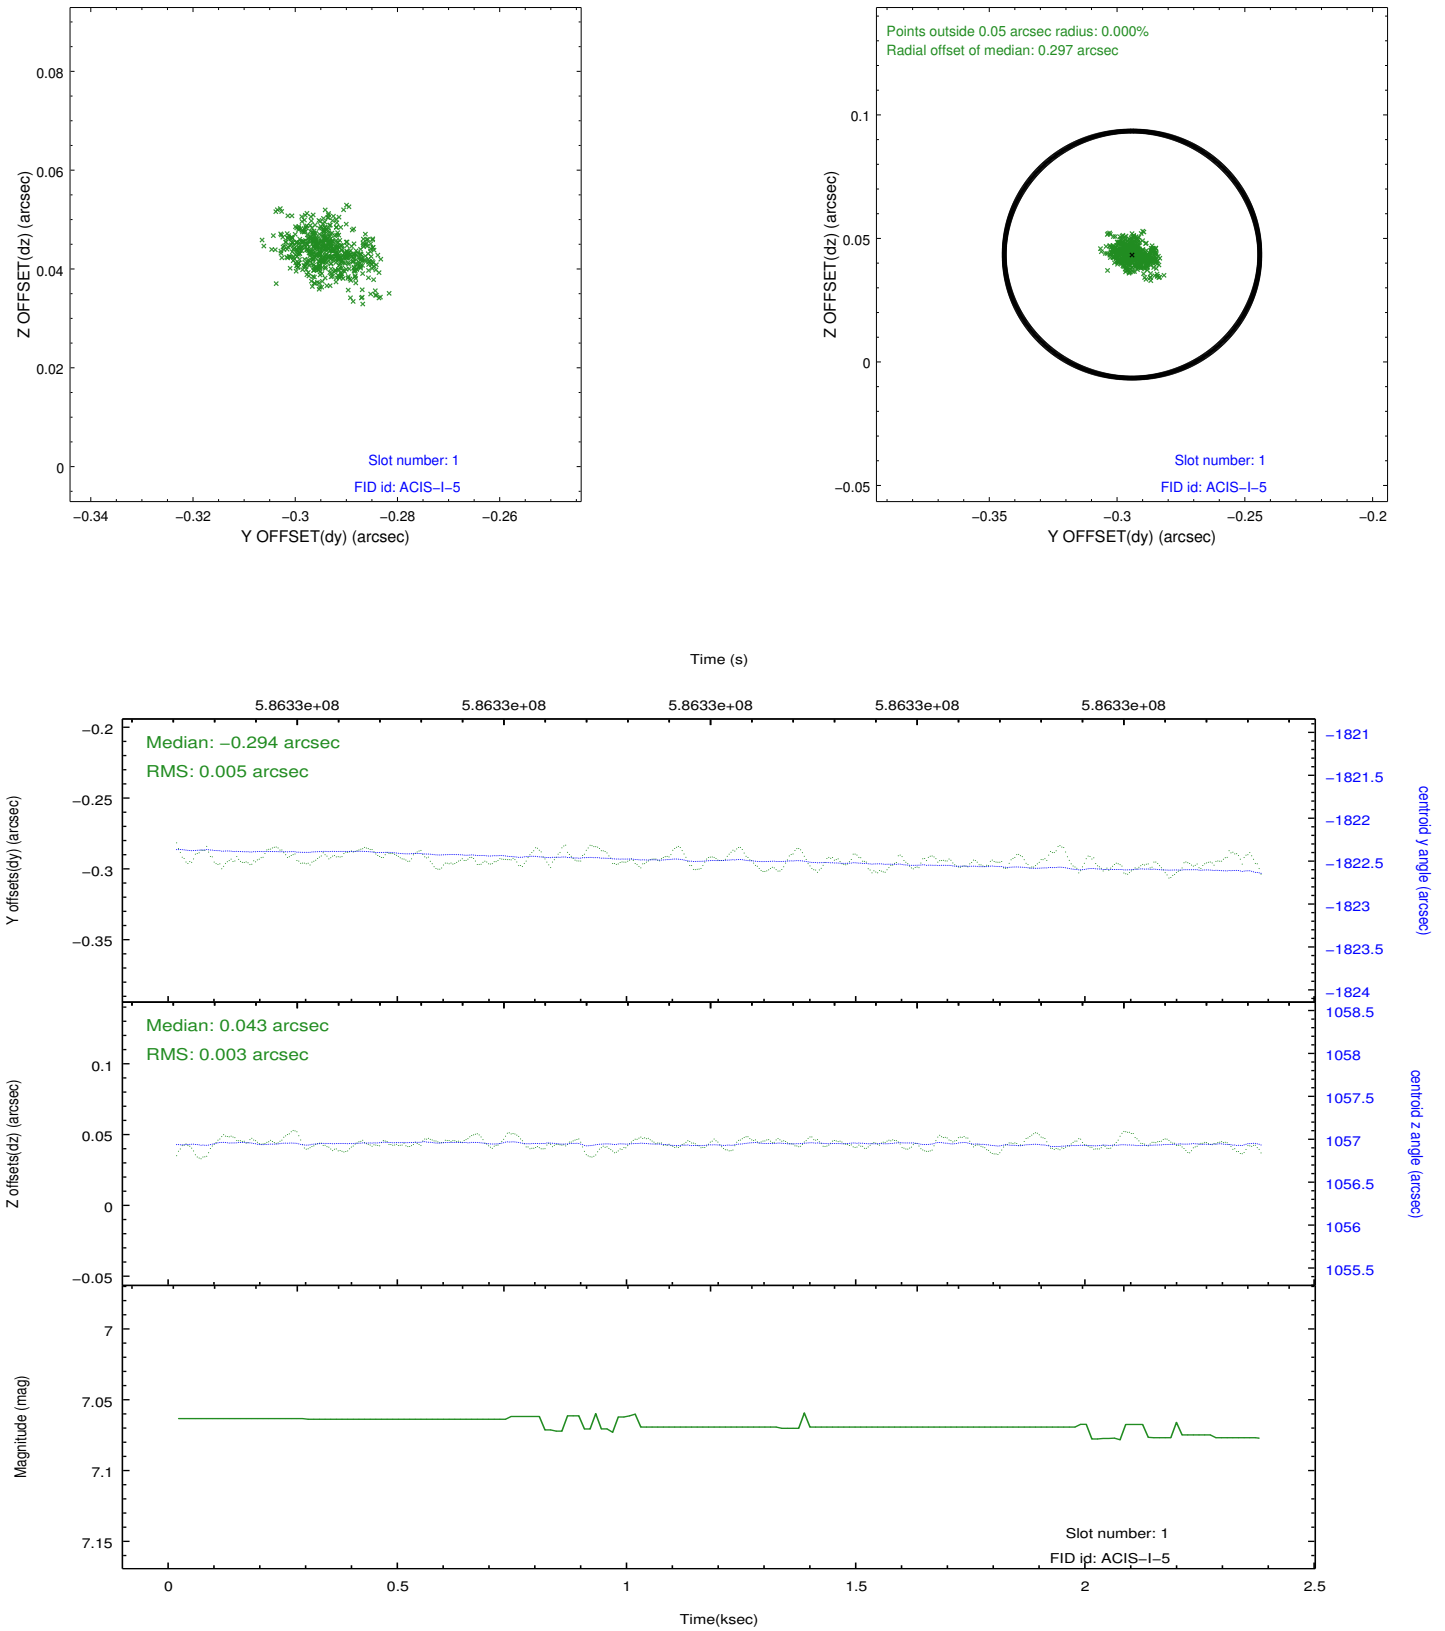 0.08
0.06
0.04
0.02
0
Z OFFSET(dz) (arcsec)
Slot number: 1
FID id: ACIS-I-5
−0.34 −0.32 −0.3 −0.28 −0.26
Y OFFSET(dy) (arcsec)
Points outside 0.05 arcsec radius: 0.000%
Radial offset of median: 0.297 arcsec
0.1
0.05
0
−0.05
Z OFFSET(dz) (arcsec)
Slot number: 1
FID id: ACIS-I-5
−0.35 −0.3 −0.25 −0.2
Y OFFSET(dy) (arcsec)
Time (s)
5.8633e+08 5.8633e+08 5.8633e+08 5.8633e+08 5.8633e+08
Median: −0.294 arcsec
RMS: 0.005 arcsec
−0.2
−0.25
−0.3
−0.35
Y offsets(dy) (arcsec)
−1821
−1821.5
−1822
−1822.5
−1823
−1823.5
−1824
centroid y angle (arcsec)
Median: 0.043 arcsec
RMS: 0.003 arcsec
0.1
0.05
0
−0.05
Z offsets(dz) (arcsec)
1058.5
1058
1057.5
1057
1056.5
1056
1055.5
centroid z angle (arcsec)
7
7.05
7.1
7.15
Magnitude (mag)
Slot number: 1
FID id: ACIS-I-5
0 0.5 1 1.5 2 2.5
Time(ksec)